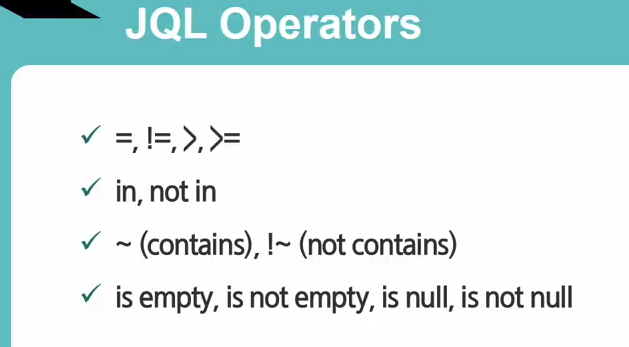 JQL Operators
✓ =, !=, >, >=
✓ in, not in
✓ ~ (contains), !~ (not contains)
✓ is empty, is not empty, is null, is not null